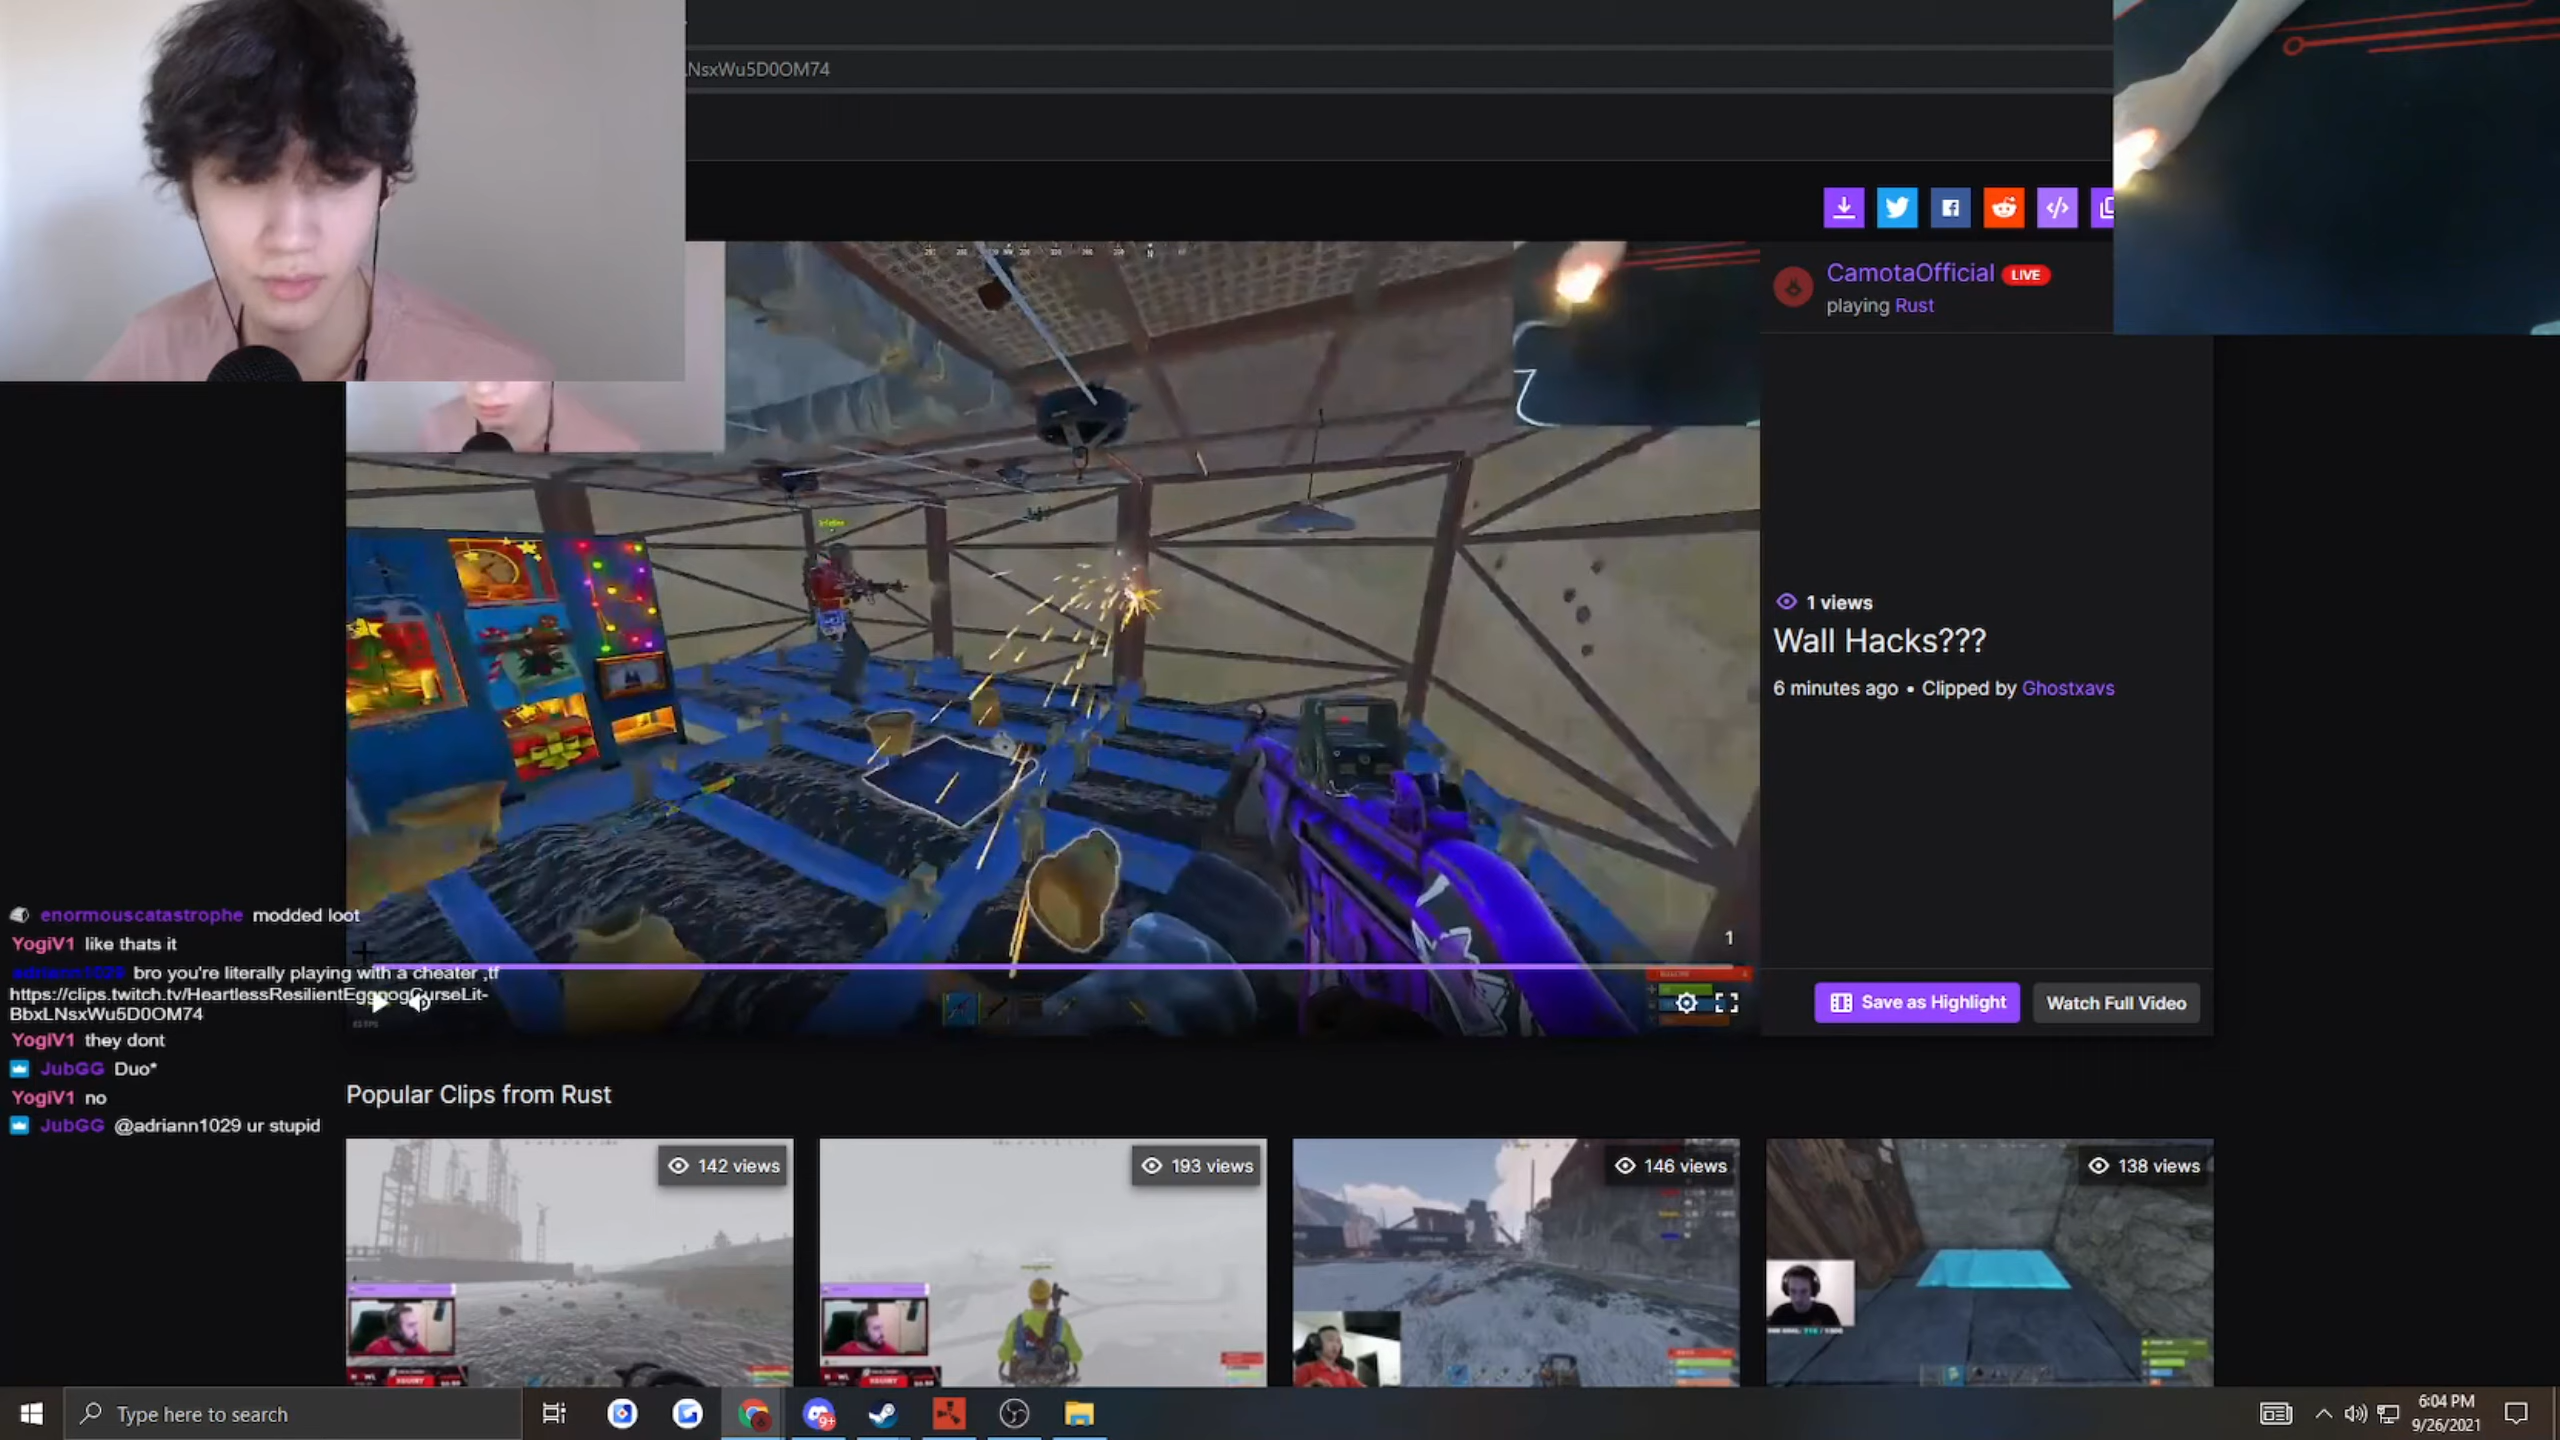 NsxWu5D0OM74
CamotaOfficial LIVE
playing Rust
1 views
Wall Hacks???
6 minutes ago • Clipped by Ghostxavs
1
Save as Highlight
Watch Full Video
enormouscatastrophe modded loot
YogiV1 like thats it
adriann1029 bro you're literally playing with a cheater ,tf
https://clips.twitch.tv/HeartlessResilientEggnogCurseLit-
BbxLNsxWu5D0OM74
YogiV1 they dont
JubGG Duo*
YogiV1 no
JubGG @adriann1029 ur stupid
Popular Clips from Rust
142 views
193 views
146 views
138 views
Type here to search
9+
6:04 PM
9/26/2021